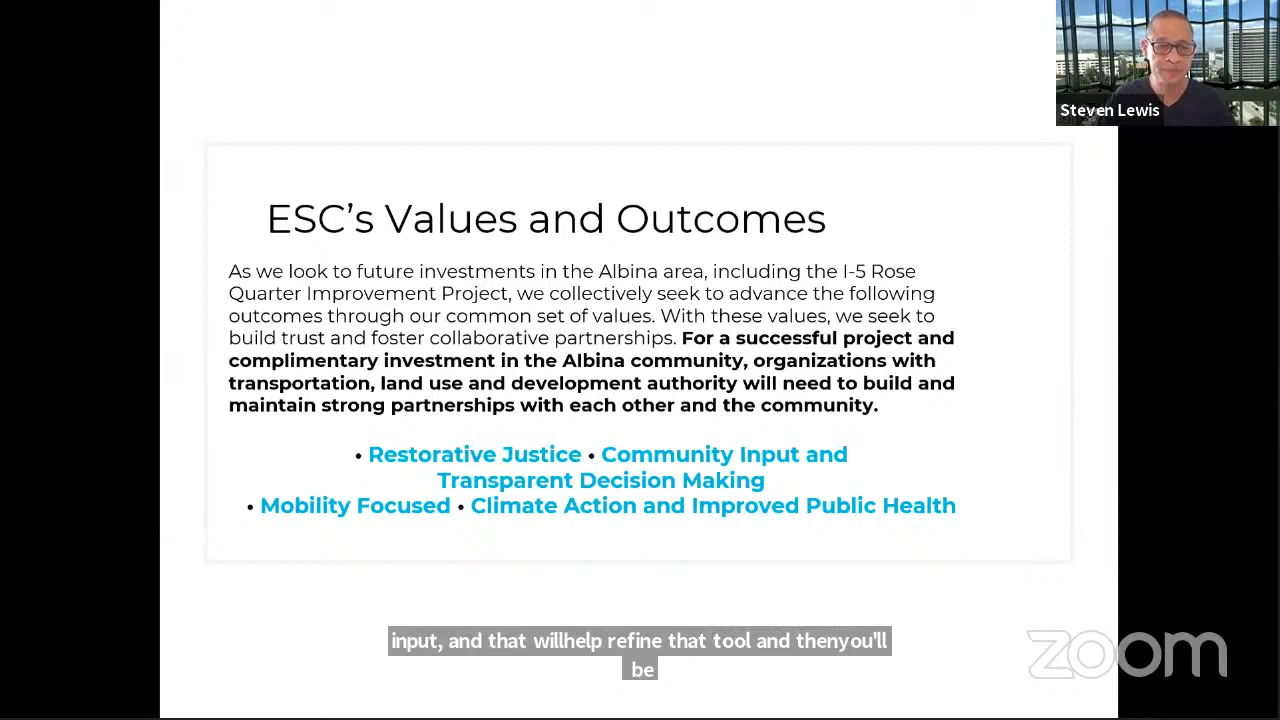 Steven Lewis
ESC’s Values and Outcomes
As we look to future investments in the Albina area, including the I-5 Rose
Quarter Improvement Project, we collectively seek to advance the following
outcomes through our common set of values. With these values, we seek to
build trust and foster collaborative partnerships. For a successful project and
complimentary investment in the Albina community, organizations with
transportation, land use and development authority will need to build and
maintain strong partnerships with each other and the community.
• Restorative Justice • Community Input and
Transparent Decision Making
• Mobility Focused • Climate Action and Improved Public Health
input, and that willhelp refine that tool and thenyou'll
be
zoom